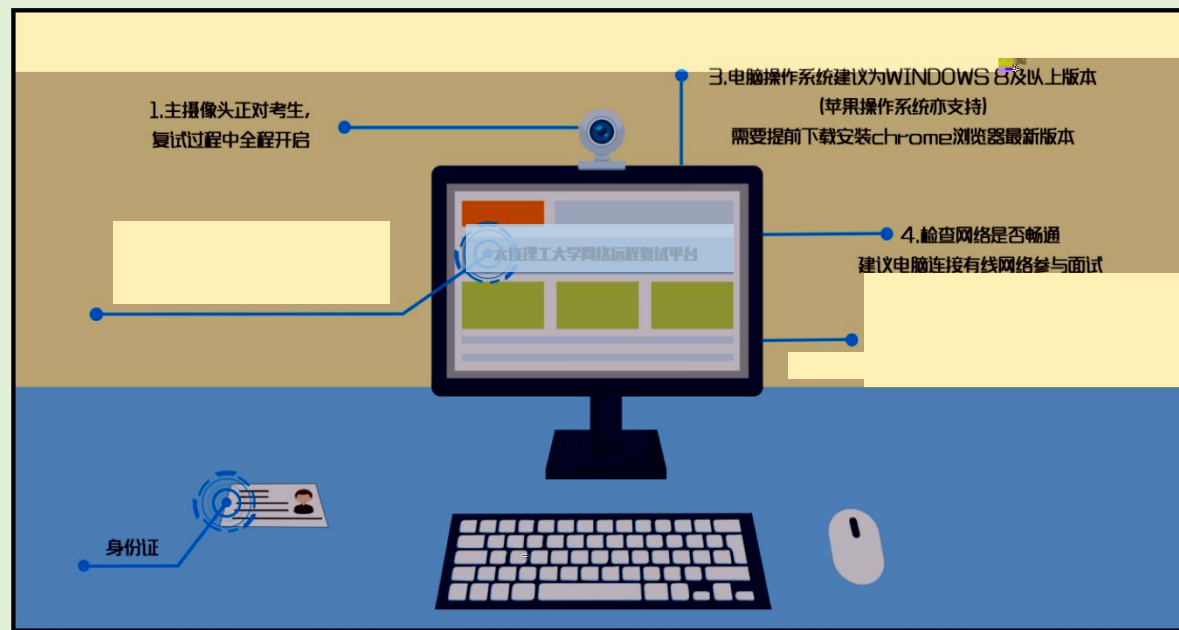 1.主摄像头正对考生,
复试过程中全程开启
3.电脑操作系统建议为WINDOWS 8及以上版本
(苹果操作系统亦支持)
需要提前下载安装chrome浏览器最新版本
大连理工大学网络远程复试平台
4.检查网络是否畅通
建议电脑连接有线网络参与面试
身份证